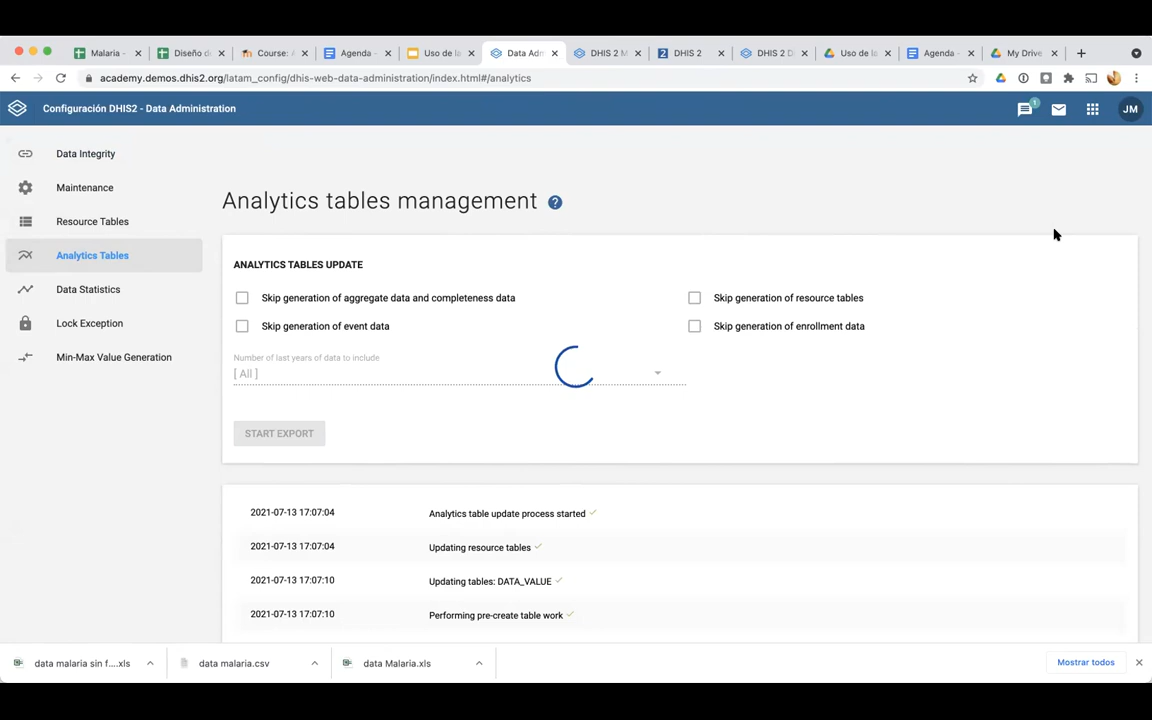 Malaria -
Diseño d
Course: A
Agenda -
Uso de la
Data Adm
DHIS 2 M
DHIS 2
DHIS 2 D
Uso de la
Agenda -
My Drive
academy.demos.dhis2.org/latam_config/dhis-web-data-administration/index.html#/analytics
Configuración DHIS2 - Data Administration
1
JM
Data Integrity
Maintenance
Resource Tables
Analytics Tables
Data Statistics
Lock Exception
Min-Max Value Generation
Analytics tables management
?
ANALYTICS TABLES UPDATE
Skip generation of aggregate data and completeness data
Skip generation of resource tables
Skip generation of event data
Skip generation of enrollment data
Number of last years of data to include
[ All ]
START EXPORT
2021-07-13 17:07:04 Analytics table update process started
2021-07-13 17:07:04 Updating resource tables
2021-07-13 17:07:10 Updating tables: DATA_VALUE
2021-07-13 17:07:10 Performing pre-create table work
data malaria sin f....xls
data malaria.csv
data Malaria.xls
Mostrar todos